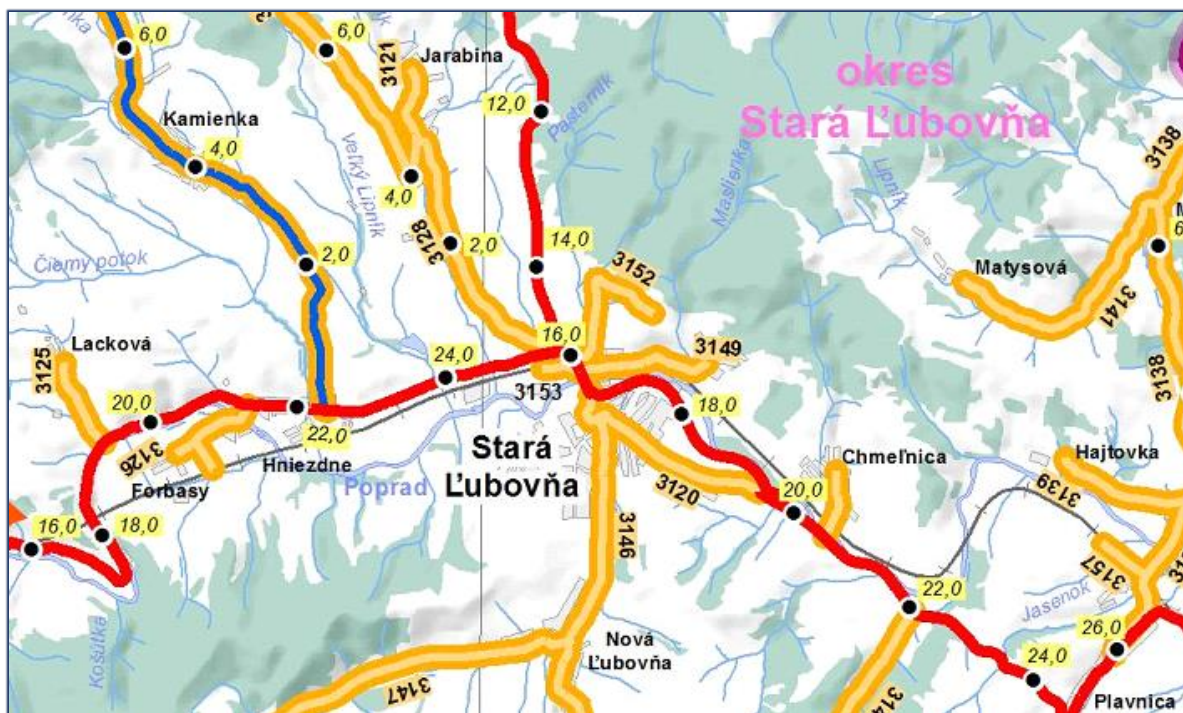 6,0
6,0
3121
Jarabina
okres
Stará Ľubovňa
12,0
Pasterník
Kamienka
4,0
4,0
veľký Lipník
Maslienka
Lipník
3138
3128
2,0
2,0
14,0
Čierny potok
3152
Matysová
3141
Lacková
3125
24,0
16,0
3149
3153
3138
20,0
18,0
22,0
3126
Hniezdne
Forbasy
Poprad
Stará
Ľubovňa
3120
Chmeľnica
20,0
Hajtovka
3139
16,0
18,0
3146
3157
22,0
Jasenok
Košútka
Nová
Ľubovňa
26,0
24,0
3147
Plavnica